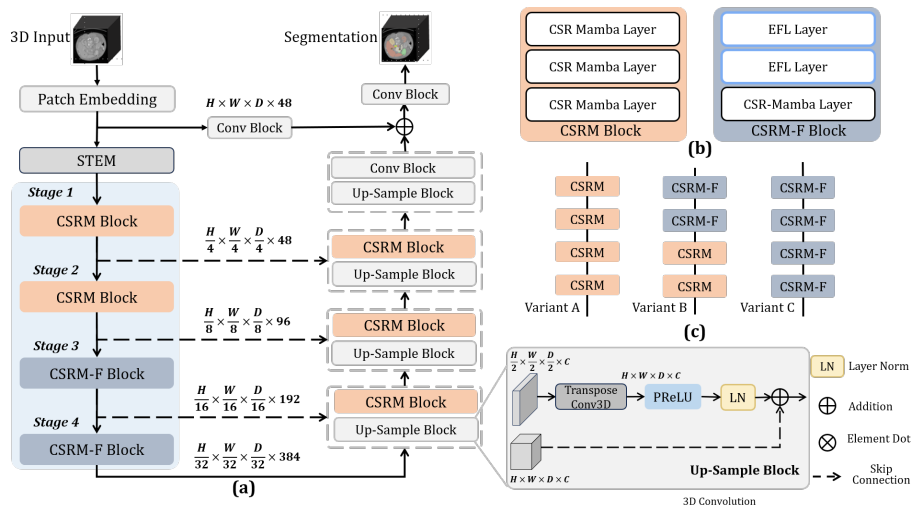 3D Input
Patch Embedding
H × W × D × 48
Conv Block
STEM
Stage 1
CSRM Block
H/4 × W/4 × D/4 × 48
Stage 2
CSRM Block
H/8 × W/8 × D/8 × 96
Stage 3
CSRM-F Block
H/16 × W/16 × D/16 × 192
Stage 4
CSRM-F Block
H/32 × W/32 × D/32 × 384
(a)
Segmentation
Conv Block
Conv Block
Up-Sample Block
CSRM Block
Up-Sample Block
CSRM Block
Up-Sample Block
CSRM Block
Up-Sample Block
CSR Mamba Layer
CSR Mamba Layer
CSR Mamba Layer
CSRM Block
EFL Layer
EFL Layer
CSR-Mamba Layer
CSRM-F Block
(b)
CSRM
CSRM
CSRM
CSRM
Variant A
CSRM-F
CSRM-F
CSRM
CSRM
Variant B
CSRM-F
CSRM-F
CSRM-F
CSRM-F
Variant C
(c)
H/2 × W/2 × D/2 × C
Transpose
Conv3D
H × W × D × C
PReLU
LN
H × W × D × C
Up-Sample Block
LN Layer Norm
Addition
Element Dot
Skip
Connection
3D Convolution